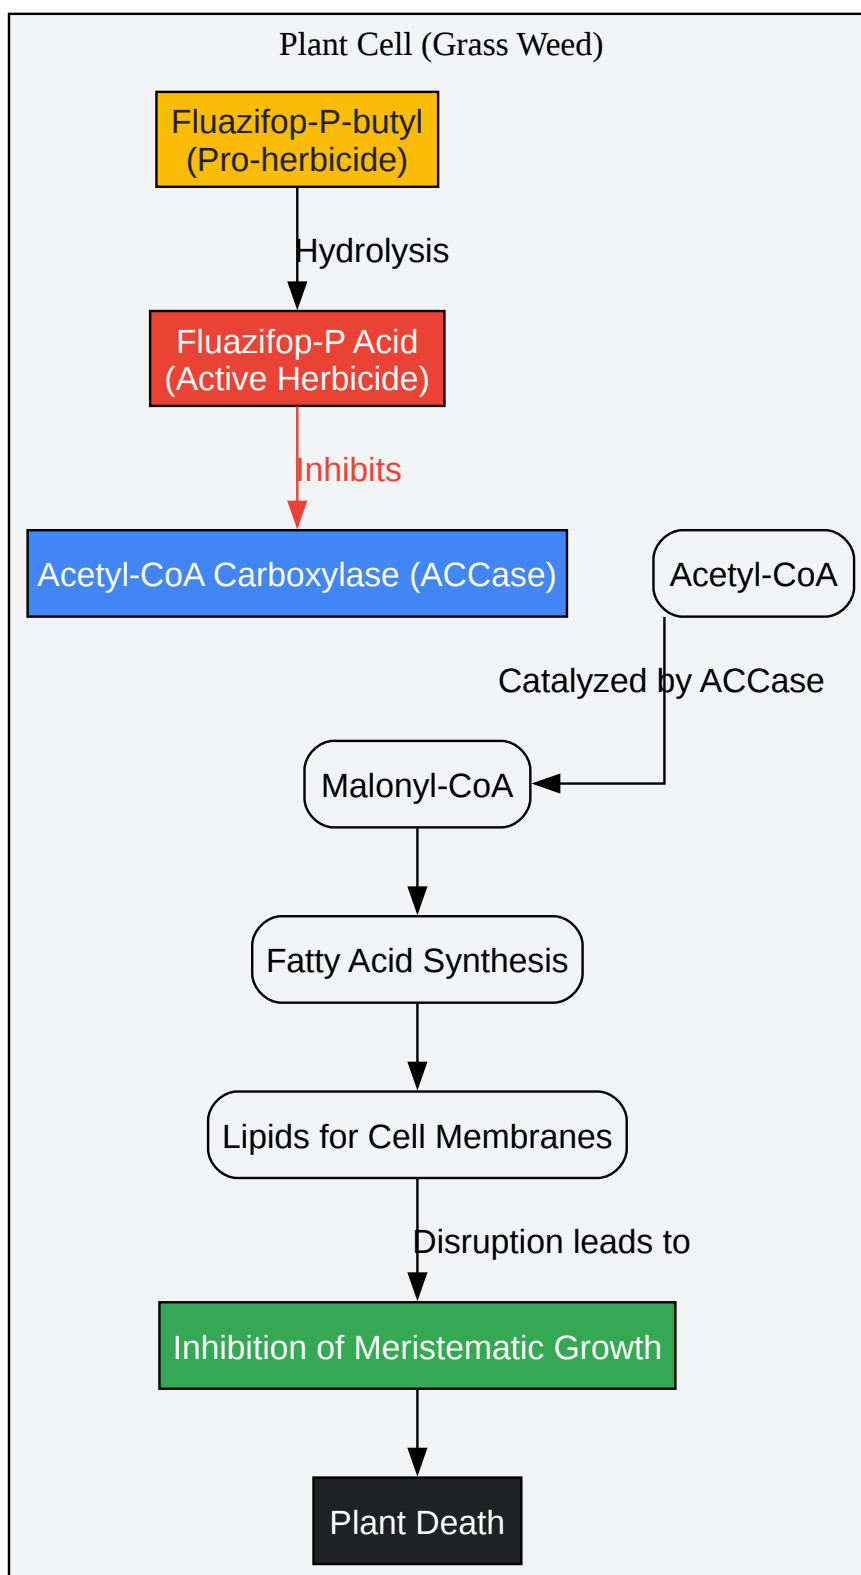 Plant Cell (Grass Weed)
Fluazifop-P-butyl
(Pro-herbicide)
Hydrolysis
Fluazifop-P Acid
(Active Herbicide)
Inhibits
Acetyl-CoA Carboxylase (ACCase)
Acetyl-CoA
Catalyzed by ACCase
Malonyl-CoA
Fatty Acid Synthesis
Lipids for Cell Membranes
Disruption leads to
Inhibition of Meristematic Growth
Plant Death